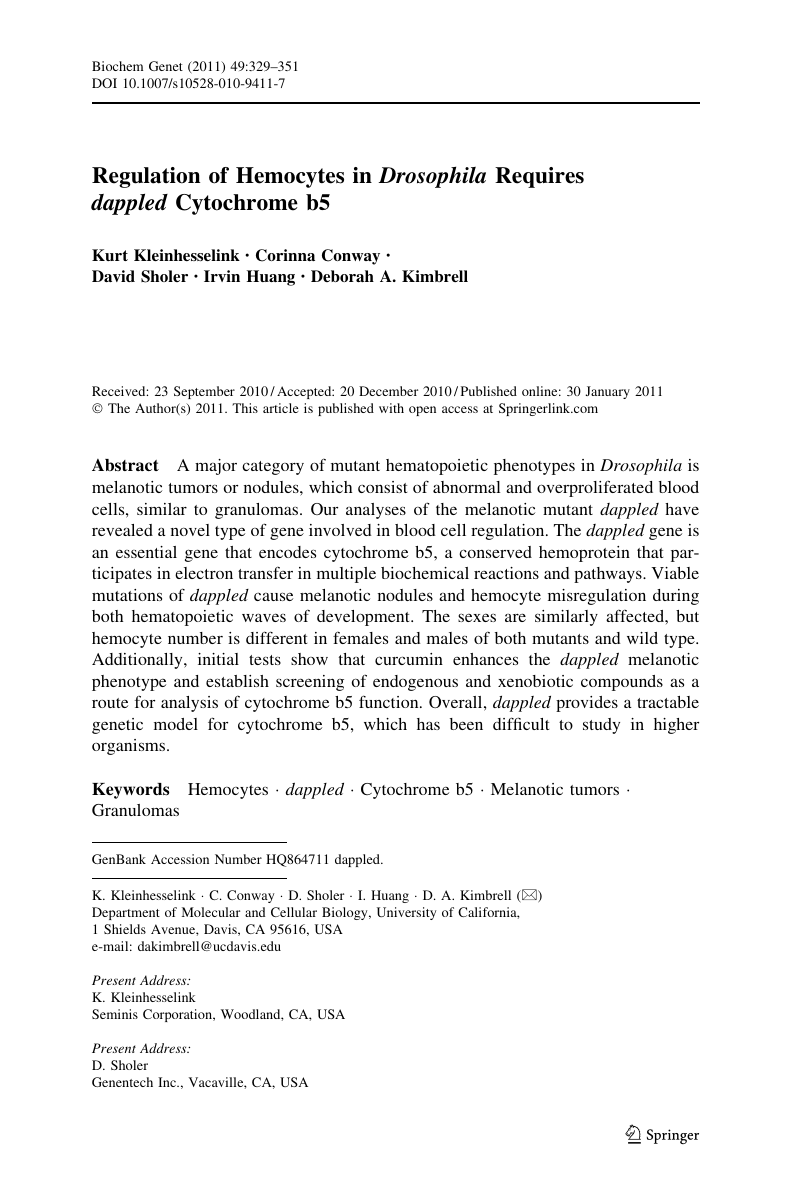 Biochem Genet (2011) 49:329–351
DOI 10.1007/s10528-010-9411-7
Regulation of Hemocytes in Drosophila Requires
dappled Cytochrome b5
Kurt Kleinhesselink · Corinna Conway ·
David Sholer · Irvin Huang · Deborah A. Kimbrell
Received: 23 September 2010 / Accepted: 20 December 2010 / Published online: 30 January 2011
© The Author(s) 2011. This article is published with open access at Springerlink.com
Abstract A major category of mutant hematopoietic phenotypes in Drosophila is
melanotic tumors or nodules, which consist of abnormal and overproliferated blood
cells, similar to granulomas. Our analyses of the melanotic mutant dappled have
revealed a novel type of gene involved in blood cell regulation. The dappled gene is
an essential gene that encodes cytochrome b5, a conserved hemoprotein that par-
ticipates in electron transfer in multiple biochemical reactions and pathways. Viable
mutations of dappled cause melanotic nodules and hemocyte misregulation during
both hematopoietic waves of development. The sexes are similarly affected, but
hemocyte number is different in females and males of both mutants and wild type.
Additionally, initial tests show that curcumin enhances the dappled melanotic
phenotype and establish screening of endogenous and xenobiotic compounds as a
route for analysis of cytochrome b5 function. Overall, dappled provides a tractable
genetic model for cytochrome b5, which has been difficult to study in higher
organisms.
Keywords Hemocytes · dappled · Cytochrome b5 · Melanotic tumors ·
Granulomas
GenBank Accession Number HQ864711 dappled.
K. Kleinhesselink · C. Conway · D. Sholer · I. Huang · D. A. Kimbrell (✉)
Department of Molecular and Cellular Biology, University of California,
1 Shields Avenue, Davis, CA 95616, USA
e-mail: dakimbrell@ucdavis.edu
Present Address:
K. Kleinhesselink
Seminis Corporation, Woodland, CA, USA
Present Address:
D. Sholer
Genentech Inc., Vacaville, CA, USA
Springer